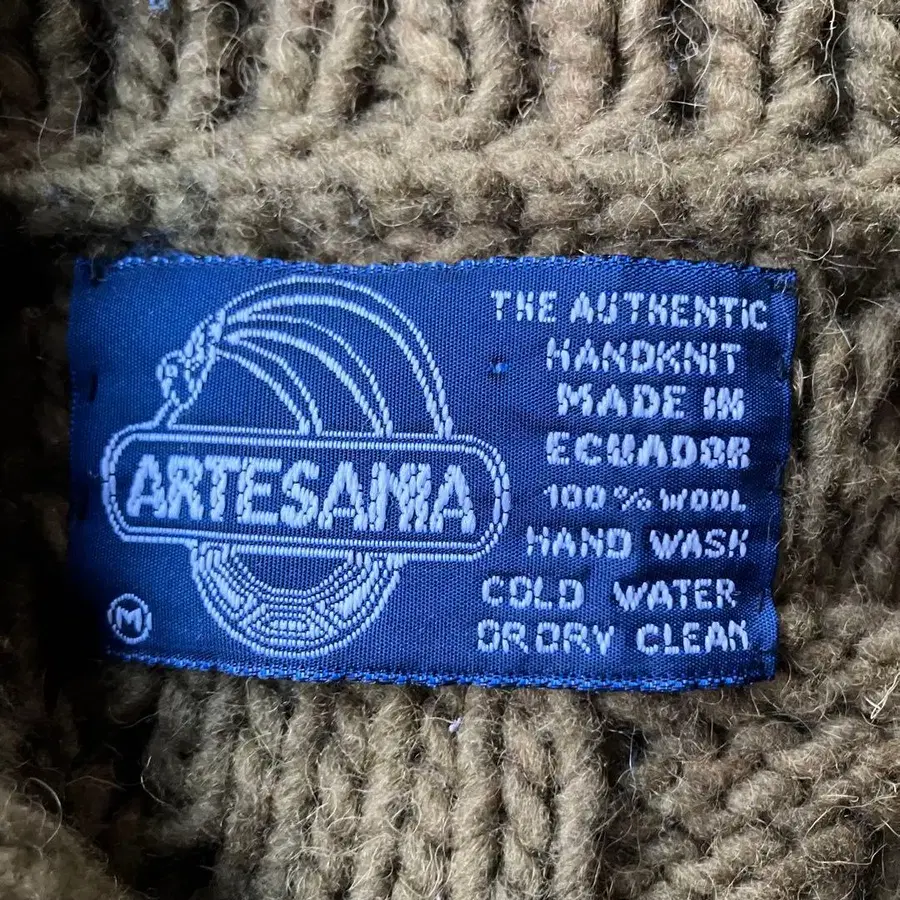 ARTESANIA
M
THE AUTHENTIC
HANDKNIT
MADE IN
ECUADOR
100% WOOL
HAND WASH
COLD WATER
OR DRY CLEAN